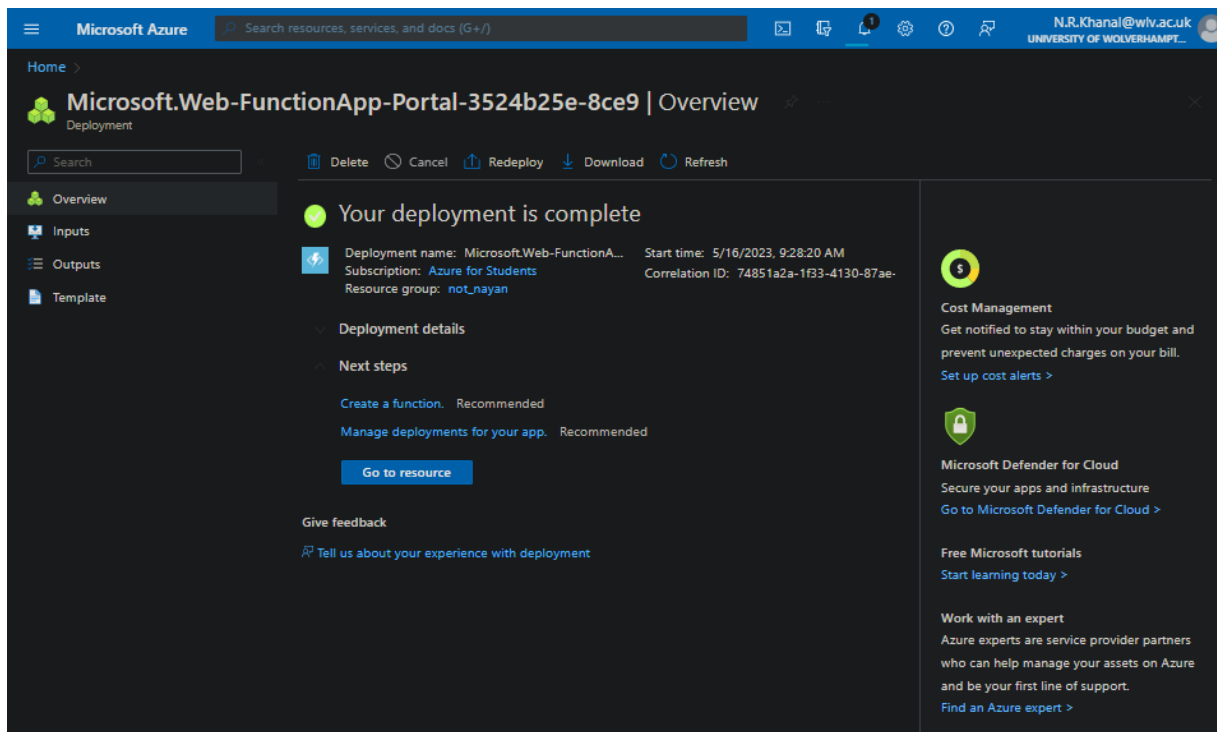 Microsoft Azure
Search resources, services, and docs (G+/)
1
N.R.Khanal@wlv.ac.uk
UNIVERSITY OF WOLVERHAMPT...
Home >
Microsoft.Web-FunctionApp-Portal-3524b25e-8ce9 | Overview
Deployment
Search
Delete Cancel Redeploy Download Refresh
Overview
Inputs
Outputs
Template
Your deployment is complete
Deployment name: Microsoft.Web-FunctionA... Start time: 5/16/2023, 9:28:20 AM
Subscription: Azure for Students Correlation ID: 74851a2a-1f33-4130-87ae-
Resource group: not_nayan
Deployment details
Next steps
Create a function. Recommended
Manage deployments for your app. Recommended
Go to resource
Give feedback
Tell us about your experience with deployment
$
Cost Management
Get notified to stay within your budget and
prevent unexpected charges on your bill.
Set up cost alerts >
Microsoft Defender for Cloud
Secure your apps and infrastructure
Go to Microsoft Defender for Cloud >
Free Microsoft tutorials
Start learning today >
Work with an expert
Azure experts are service provider partners
who can help manage your assets on Azure
and be your first line of support.
Find an Azure expert >